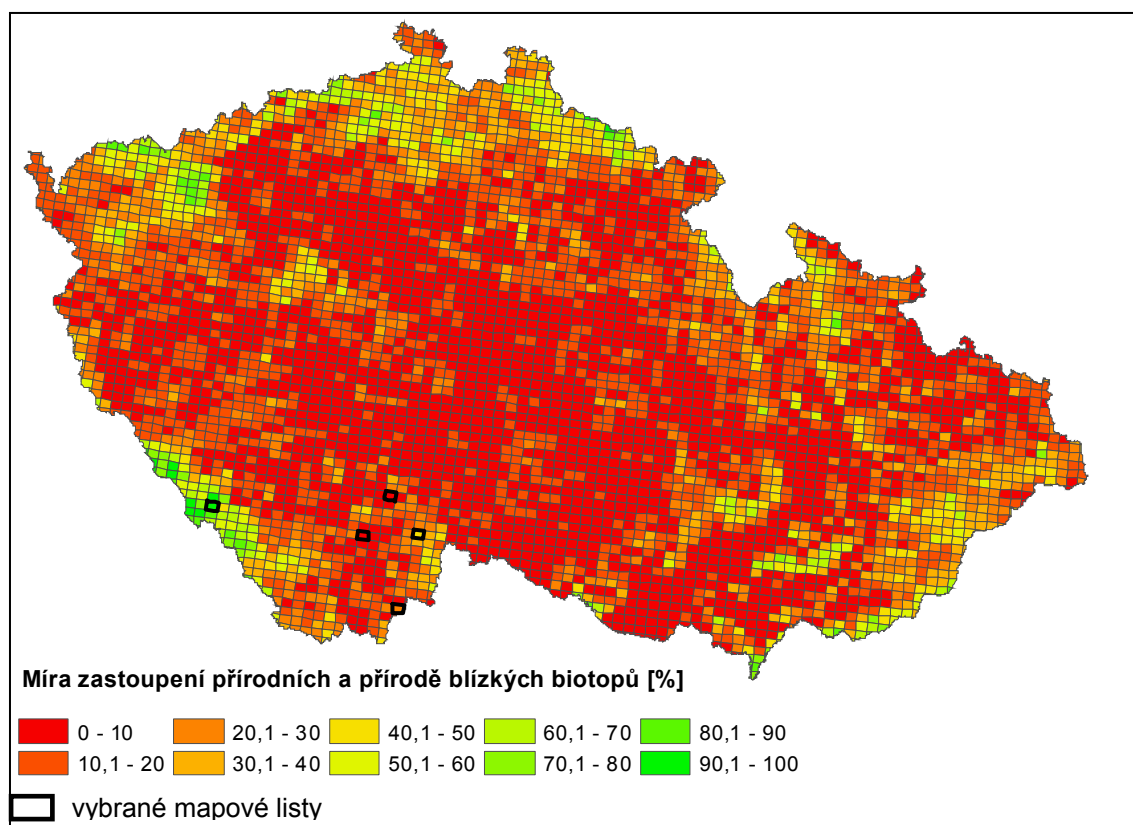 Míra zastoupení přírodních a přírodě blízkých biotopů [%]
0 - 10
20,1 - 30
40,1 - 50
60,1 - 70
80,1 - 90
10,1 - 20
30,1 - 40
50,1 - 60
70,1 - 80
90,1 - 100
vybrané mapové listy